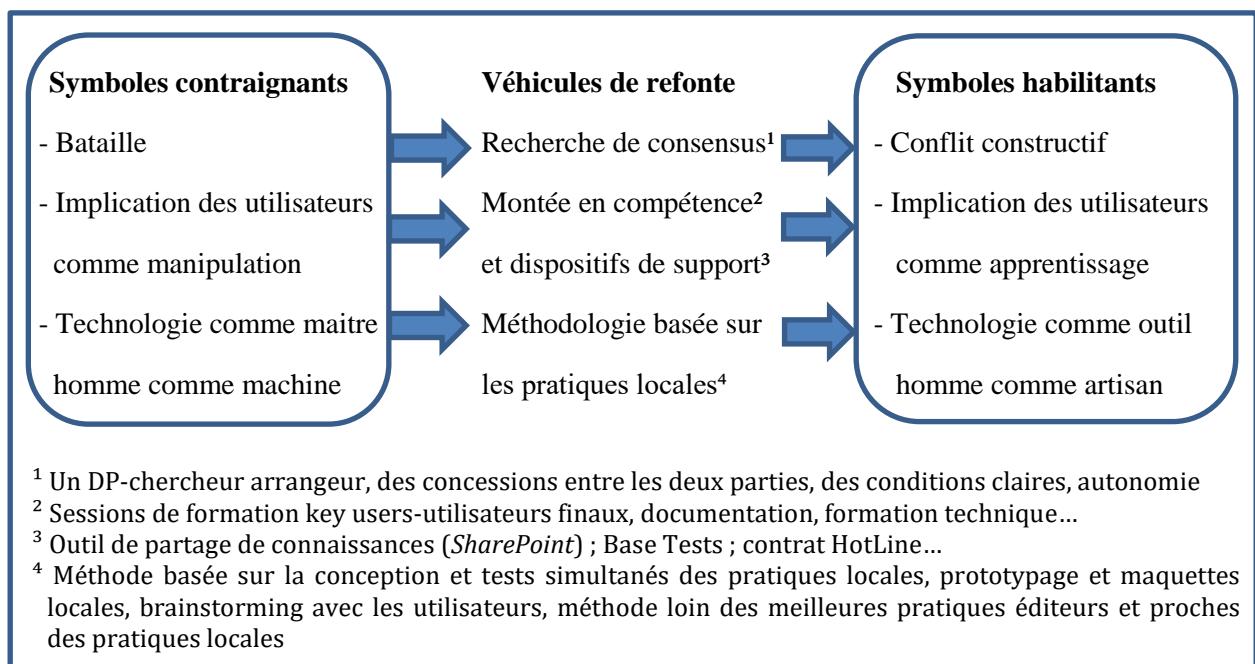 Symboles contraignants
- Bataille
- Implication des utilisateurs
comme manipulation
- Technologie comme maitre
homme comme machine
Véhicules de refonte
Recherche de consensus¹
Montée en compétence²
et dispositifs de support³
Méthodologie basée sur
les pratiques locales⁴
Symboles habilitants
- Conflit constructif
- Implication des utilisateurs
comme apprentissage
- Technologie comme outil
homme comme artisan
¹ Un DP-chercheur arrangeur, des concessions entre les deux parties, des conditions claires, autonomie
² Sessions de formation key users-utilisateurs finaux, documentation, formation technique…
³ Outil de partage de connaissances (SharePoint) ; Base Tests ; contrat HotLine…
⁴ Méthode basée sur la conception et tests simultanés des pratiques locales, prototypage et maquettes
locales, brainstorming avec les utilisateurs, méthode loin des meilleures pratiques éditeurs et proches
des pratiques locales